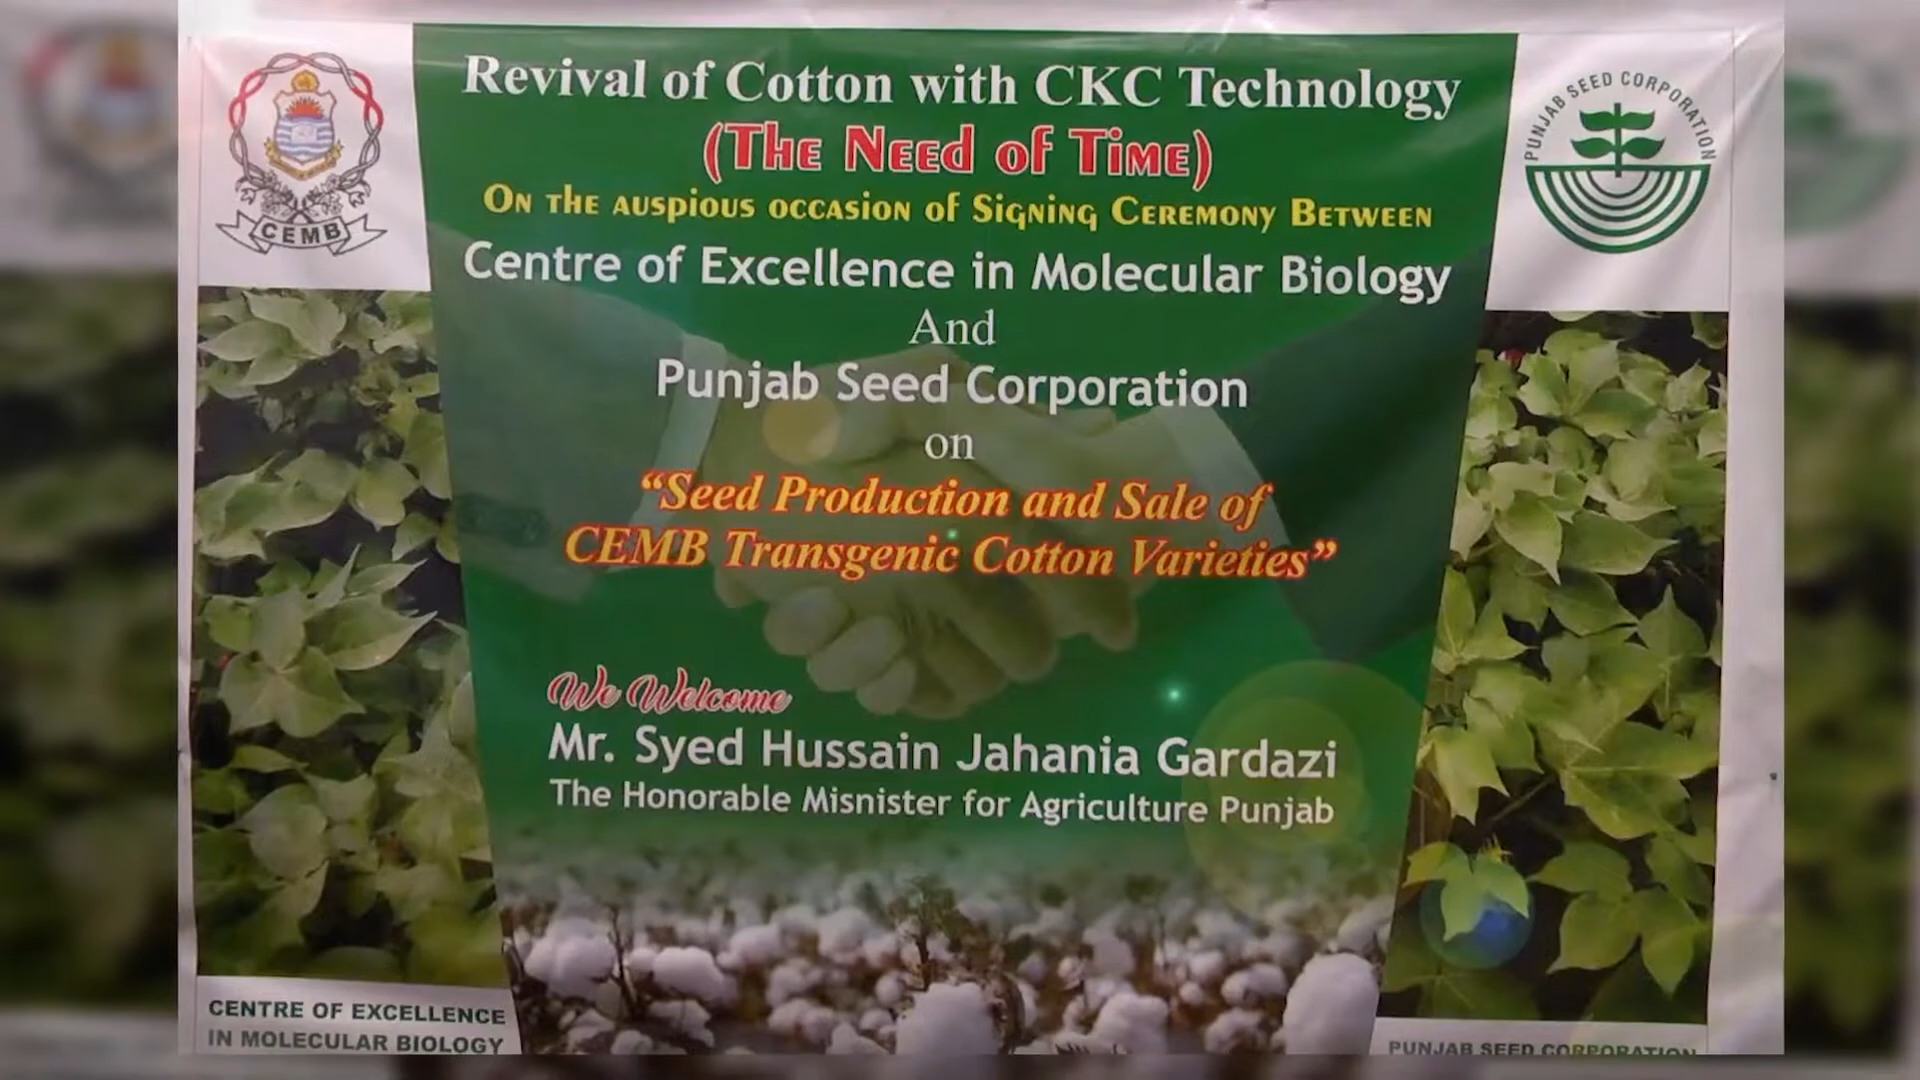 CEMB
PUNJAB SEED CORPORATION
Revival of Cotton with CKC Technology
(The Need of Time)
On the auspious occasion of Signing Ceremony Between
Centre of Excellence in Molecular Biology
And
Punjab Seed Corporation
on
“Seed Production and Sale of
CEMB Transgenic Cotton Varieties”
We Welcome
Mr. Syed Hussain Jahania Gardazi
The Honorable Misnister for Agriculture Punjab
CENTRE OF EXCELLENCE
IN MOLECULAR BIOLOGY
PUNJAB SEED CORPORATION